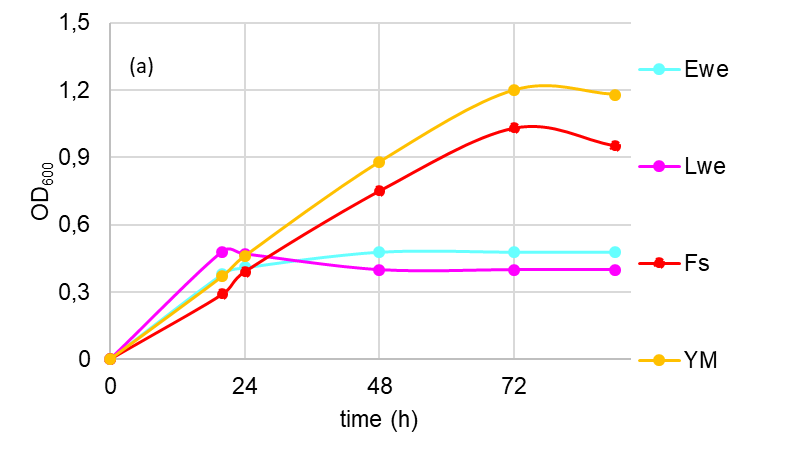 1,5
(a)
1,2
0,9
0,6
0,3
0
OD600
0 24 48 72
time (h)
Ewe
Lwe
Fs
YM